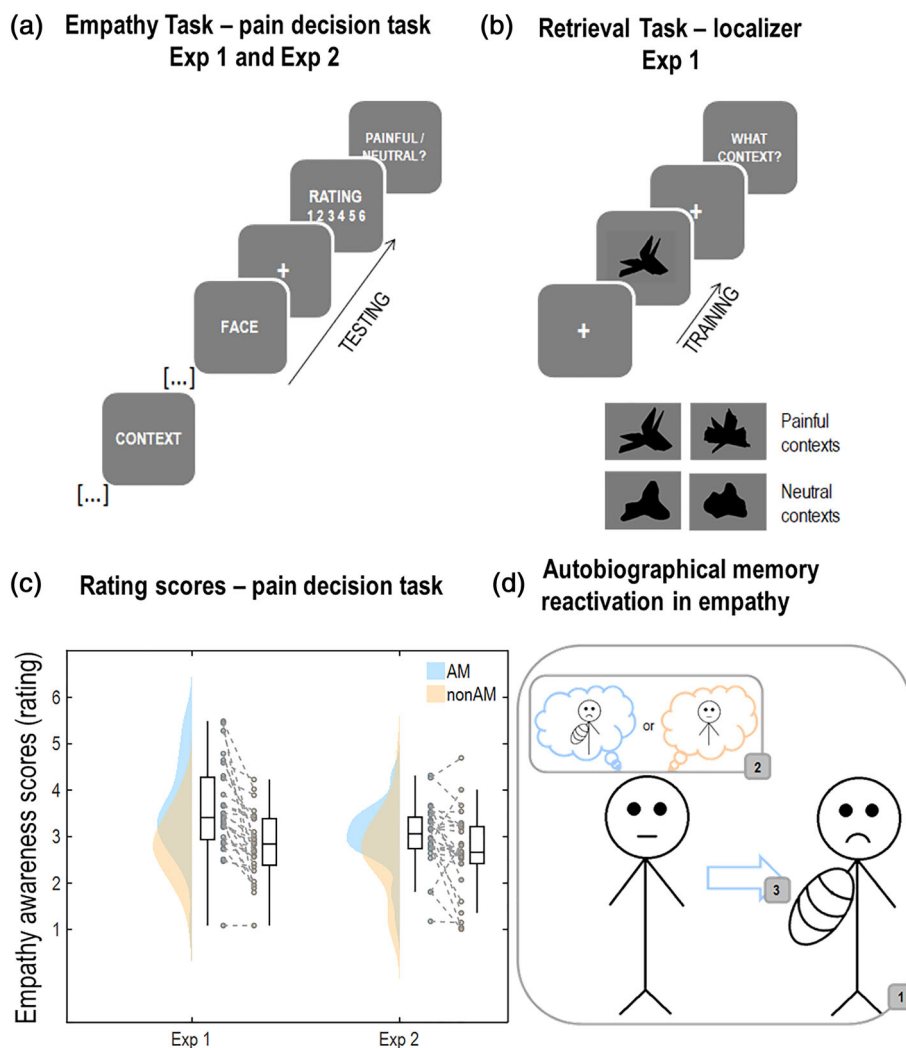 (a) Empathy Task – pain decision task
Exp 1 and Exp 2
PAINFUL /
NEUTRAL?
RATING
1 2 3 4 5 6
+
FACE
TESTING
[...]
CONTEXT
[...]
(b) Retrieval Task – localizer
Exp 1
WHAT
CONTEXT?
+
+
TRAINING
Painful
contexts
Neutral
contexts
(c) Rating scores – pain decision task
Empathy awareness scores (rating)
6
5
4
3
2
1
AM
nonAM
Exp 1
Exp 2
(d) Autobiographical memory
reactivation in empathy
or
2
3
1